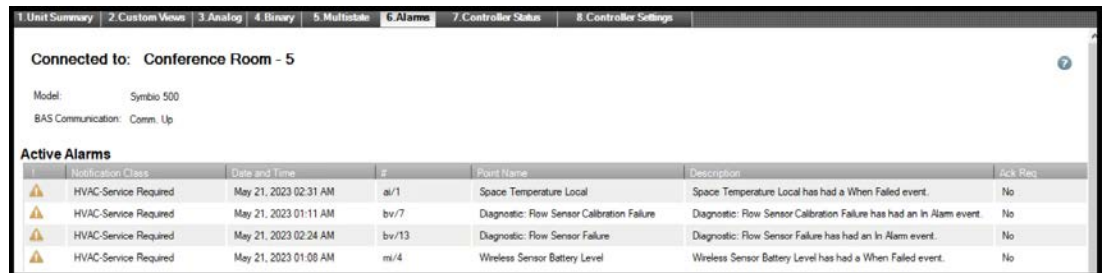 1.Unit Summary 2.Custom Views 3.Analog 4.Binary 5.Multistate 6.Alarms 7.Controller Status 8.Controller Settings
Connected to: Conference Room - 5
Model: Symbio 500
BAS Communication: Comm. Up
Active Alarms
! Notification Class Date and Time # Point Name Description Ack Req
HVAC-Service Required May 21, 2023 02:31 AM ai/1 Space Temperature Local Space Temperature Local has had a When Failed event. No
HVAC-Service Required May 21, 2023 01:11 AM bv/7 Diagnostic: Flow Sensor Calibration Failure Diagnostic: Flow Sensor Calibration Failure has had an In Alarm event. No
HVAC-Service Required May 21, 2023 02:24 AM bv/13 Diagnostic: Flow Sensor Failure Diagnostic: Flow Sensor Failure has had an In Alarm event. No
HVAC-Service Required May 21, 2023 01:08 AM mi/4 Wireless Sensor Battery Level Wireless Sensor Battery Level has had a When Failed event. No